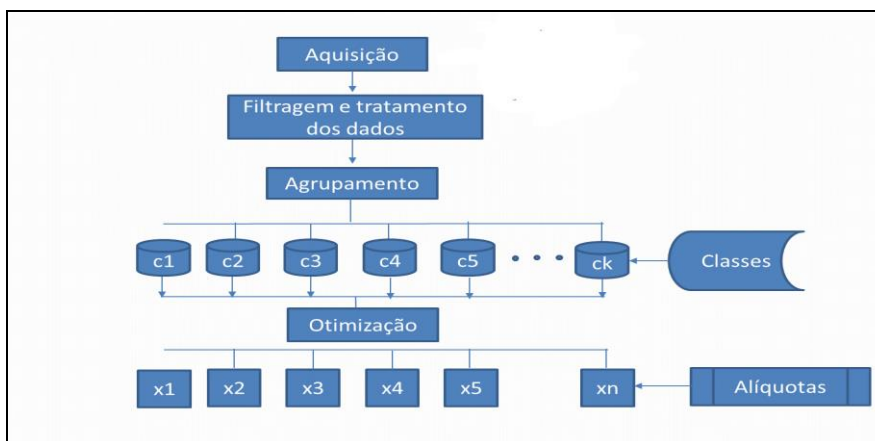 Aquisição
Filtragem e tratamento
dos dados
Agrupamento
c1 c2 c3 c4 c5 ck Classes
Otimização
x1 x2 x3 x4 x5 xn Alíquotas